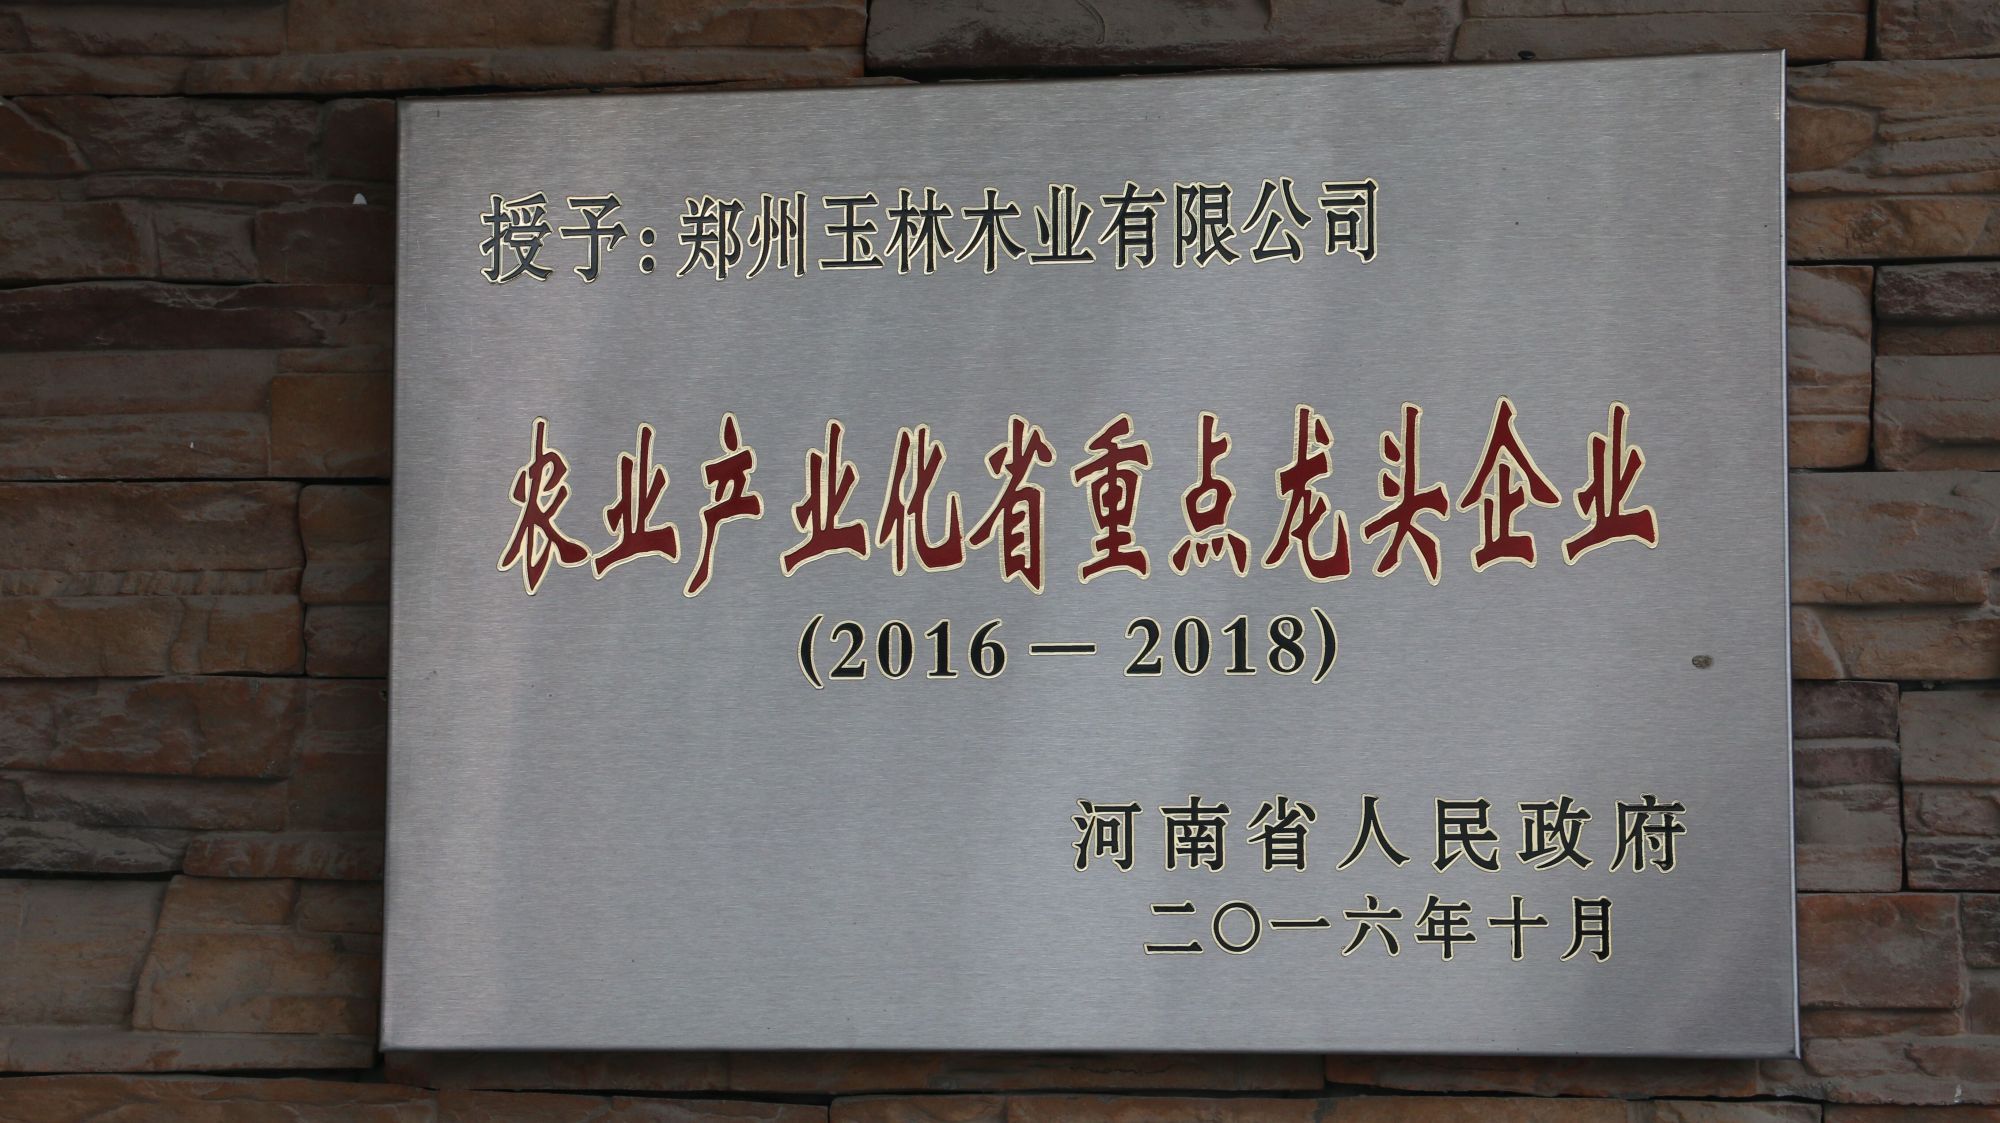 授予:郑州玉林木业有限公司
农业产业化省重点龙头企业
(2016－2018)
河南省人民政府
二〇一六年十月